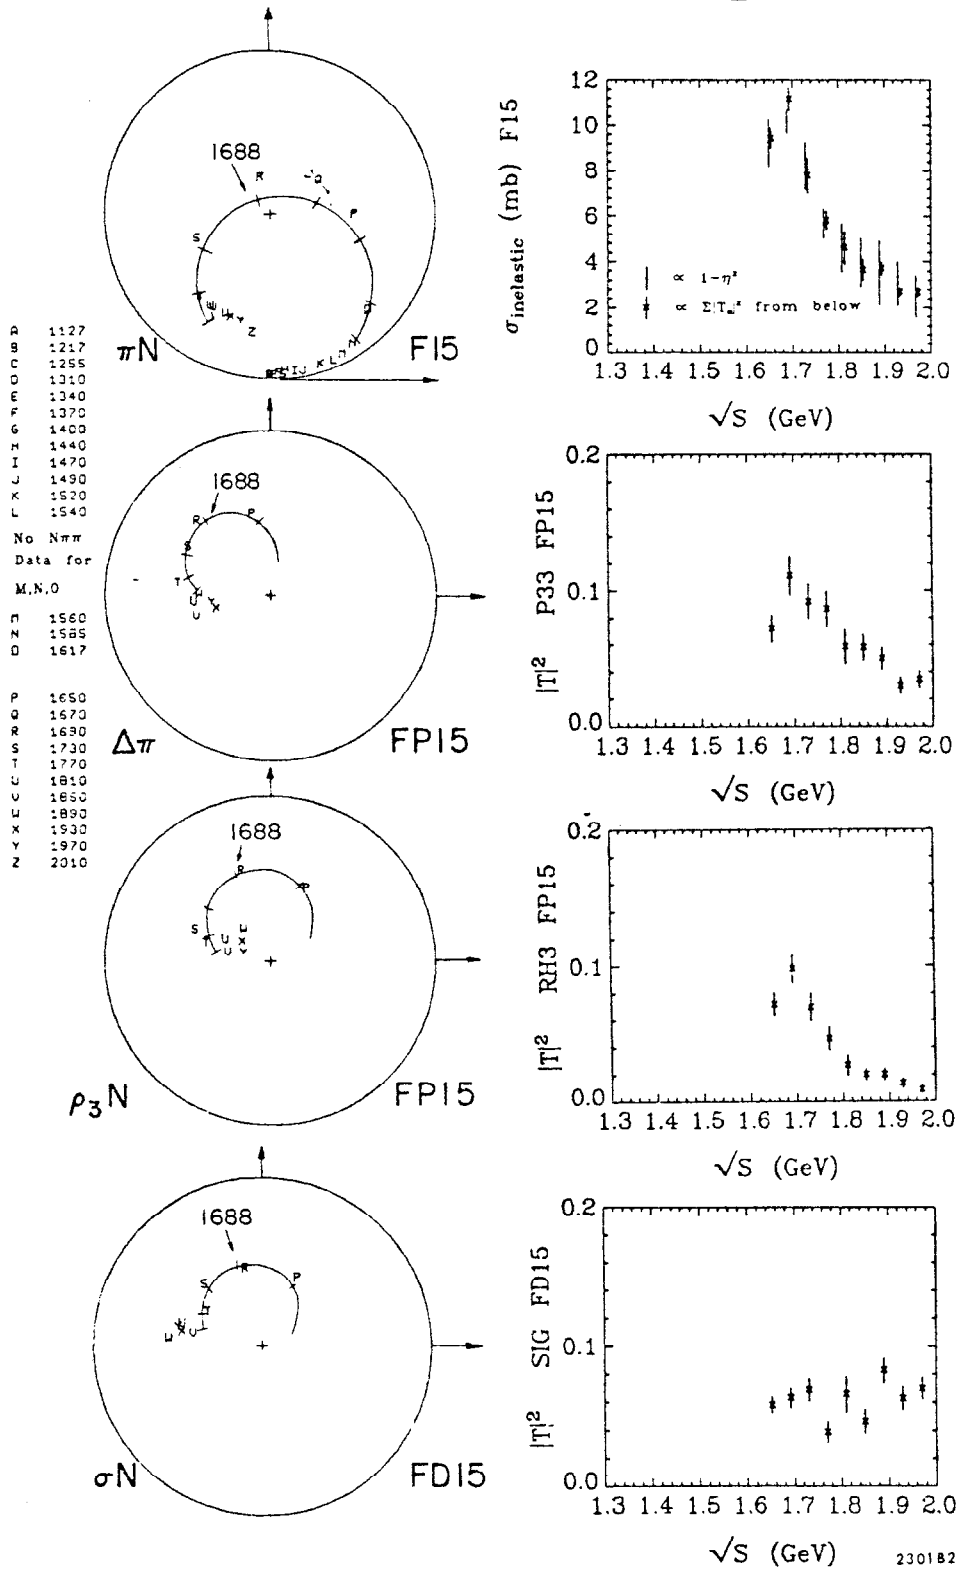 1688
R
Q
P
S
W
Y
Z
I J
K L M
πN
F15
A 1127
B 1217
C 1255
D 1310
E 1340
F 1370
G 1400
H 1440
I 1470
J 1490
K 1520
L 1540
No Nππ
Data for
M,N,O
M 1560
N 1585
O 1617
P 1650
Q 1670
R 1690
S 1730
T 1770
U 1810
V 1850
W 1890
X 1930
Y 1970
Z 2010
1688
R
P
S
T
U
U
Δπ
FP15
1688
R
P
S
U
X
Y
ρ3N
FP15
1688
R
P
S
T
W
U
σN
FD15
σinelastic (mb) F15
12
10
8
6
4
2
0
∝ 1-η²
∝ Σ|Tα|² from below
1.3 1.4 1.5 1.6 1.7 1.8 1.9 2.0
√S (GeV)
|T|² P33 FP15
0.2
0.1
0.0
1.3 1.4 1.5 1.6 1.7 1.8 1.9 2.0
√S (GeV)
|T|² RH3 FP15
0.2
0.1
0.0
1.3 1.4 1.5 1.6 1.7 1.8 1.9 2.0
√S (GeV)
|T|² SIG FD15
0.2
0.1
0.0
1.3 1.4 1.5 1.6 1.7 1.8 1.9 2.0
√S (GeV)
2301B2